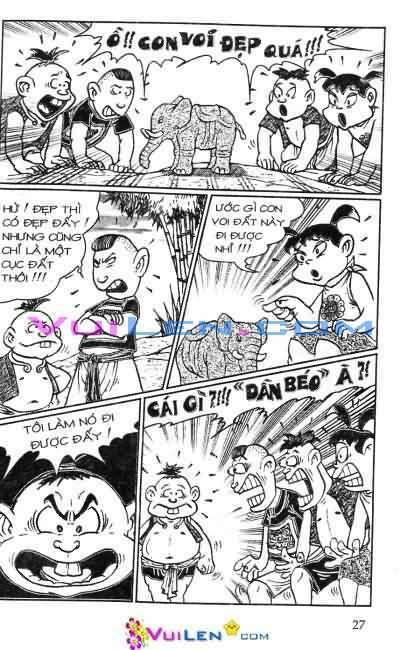 Ồ!! CON VOI ĐẸP QUÁ!!!
HỨ! ĐẸP THÌ
CÓ ĐẸP ĐẤY!
NHƯNG CŨNG
CHỈ LÀ MỘT
CỤC ĐẤT
THÔI!!!
ƯỚC GÌ CON
VOI ĐẤT NÀY
ĐI ĐƯỢC
NHỈ!!!
VUILEN.COM
TÔI LÀM NÓ ĐI
ĐƯỢC ĐẤY!
CÁI GÌ?!!! "DẦN BÉO" À?!
27
VUILEN.COM